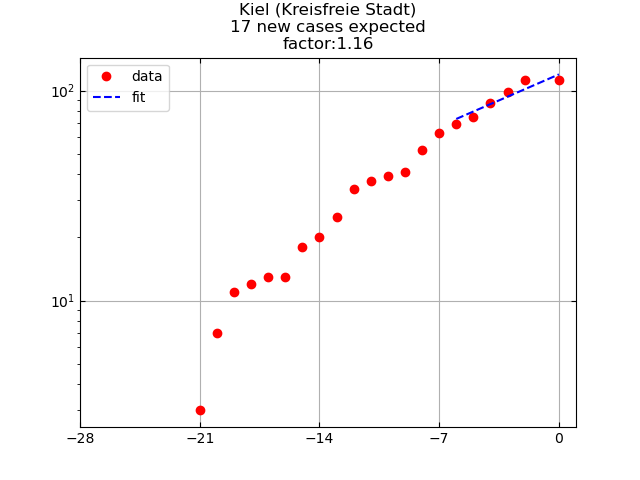 Kiel (Kreisfreie Stadt)
17 new cases expected
factor:1.16
data
fit
10²
10¹
−28 −21 −14 −7 0